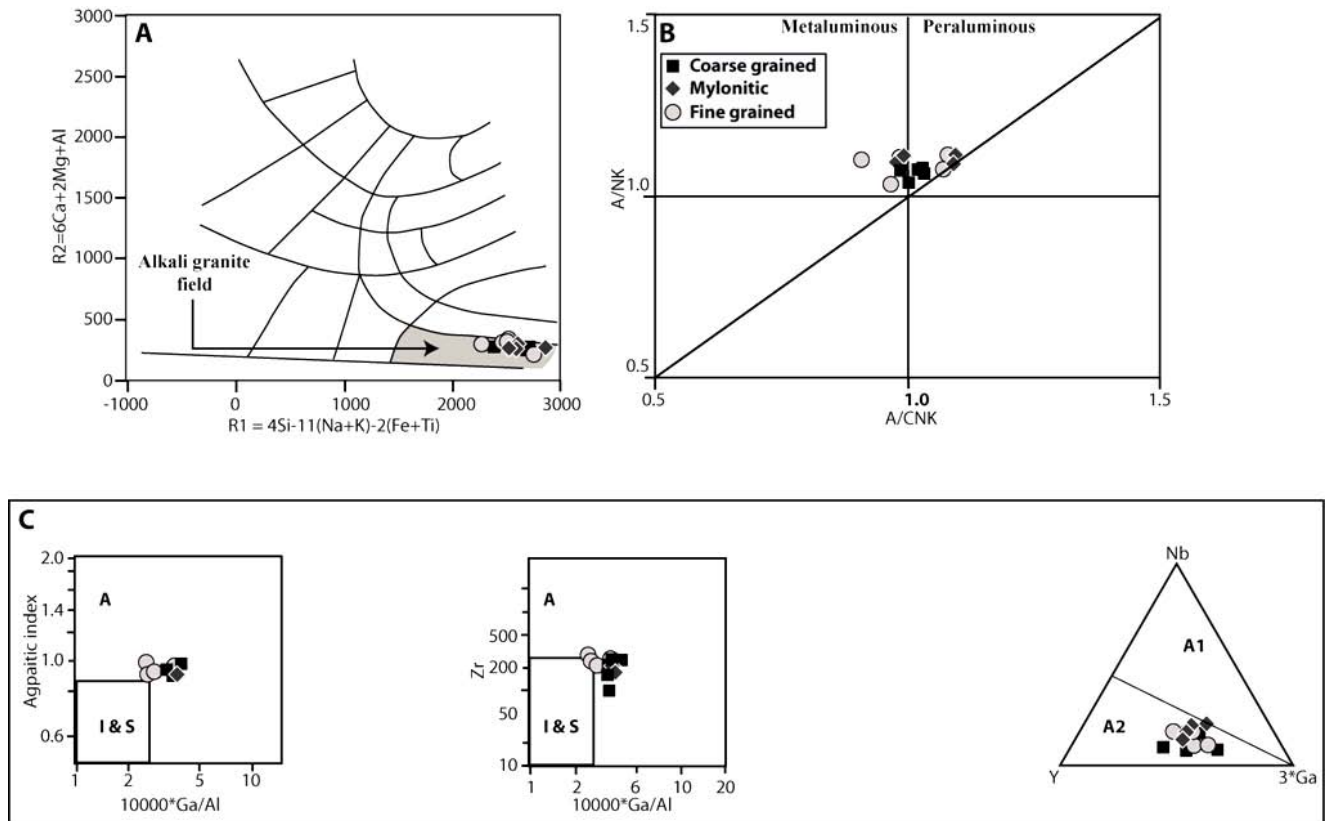 A
3000
2500
2000
1500
1000
500
0
R2=6Ca+2Mg+Al
Alkali granite
field
-1000
0
1000
2000
3000
R1 = 4Si-11(Na+K)-2(Fe+Ti)
B
Metaluminous
Peraluminous
Coarse grained
Mylonitic
Fine grained
1.5
1.0
0.5
A/NK
0.5
1.0
1.5
A/CNK
C
2.0
1.4
1.0
0.6
Agpaitic index
A
I & S
1
2
5
10
10000*Ga/Al
500
200
50
10
Zr
A
I & S
1
2
6
10
20
10000*Ga/Al
Nb
A1
A2
Y
3*Ga